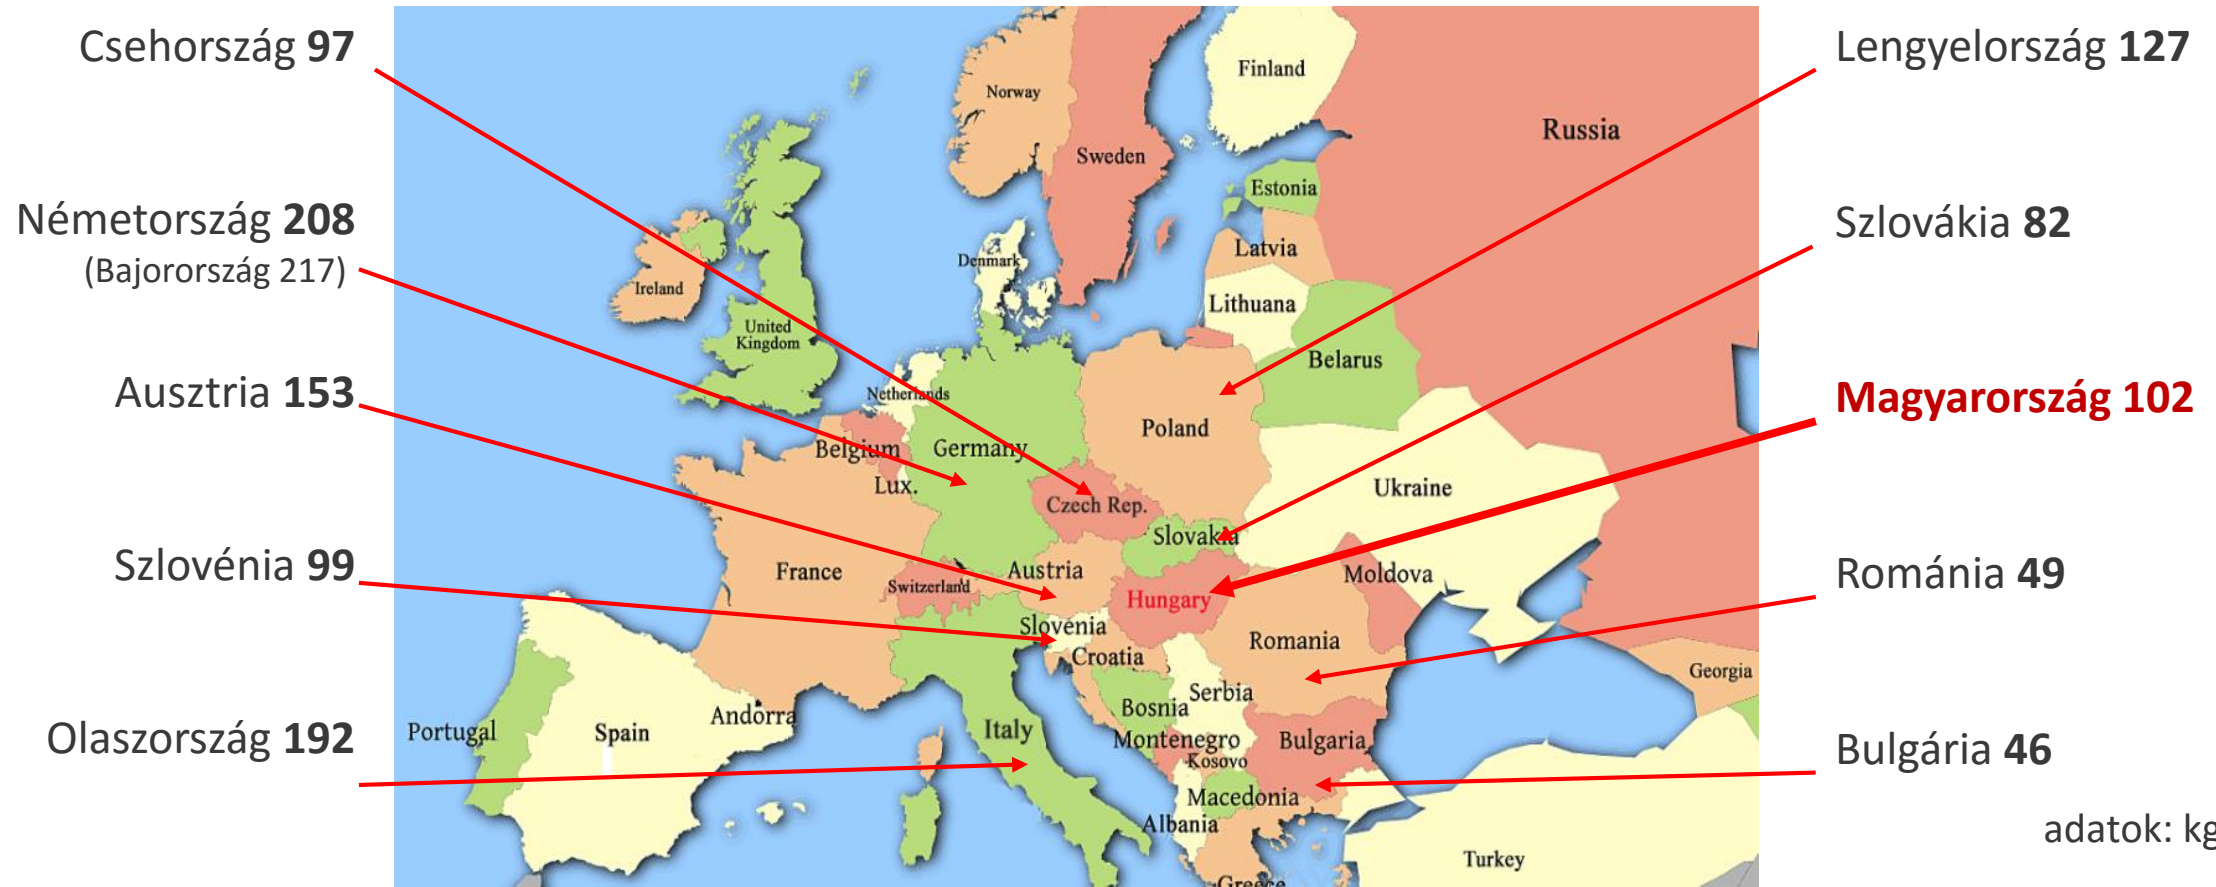 Csehország 97
Németország 208
(Bajorország 217)
Ausztria 153
Szlovénia 99
Olaszország 192
Lengyelország 127
Szlovákia 82
Magyarország 102
Románia 49
Bulgária 46
adatok: kg
Finland
Norway
Russia
Sweden
Estonia
Latvia
Denmark
Ireland
Lithuana
United
Kingdom
Belarus
Netherlands
Poland
Belgium
Germany
Lux.
Ukraine
Czech Rep.
Slovakia
France
Austria
Switzerland
Moldova
Hungary
Slovenia
Romania
Croatia
Georgia
Serbia
Bosnia
Andorra
Portugal
Spain
Italy
Montenegro
Bulgaria
Kosovo
Macedonia
Albania
Turkey
Greece